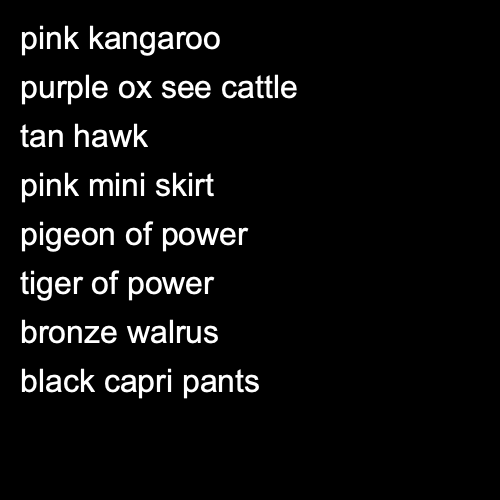 pink kangaroo
purple ox see cattle
tan hawk
pink mini skirt
pigeon of power
tiger of power
bronze walrus
black capri pants